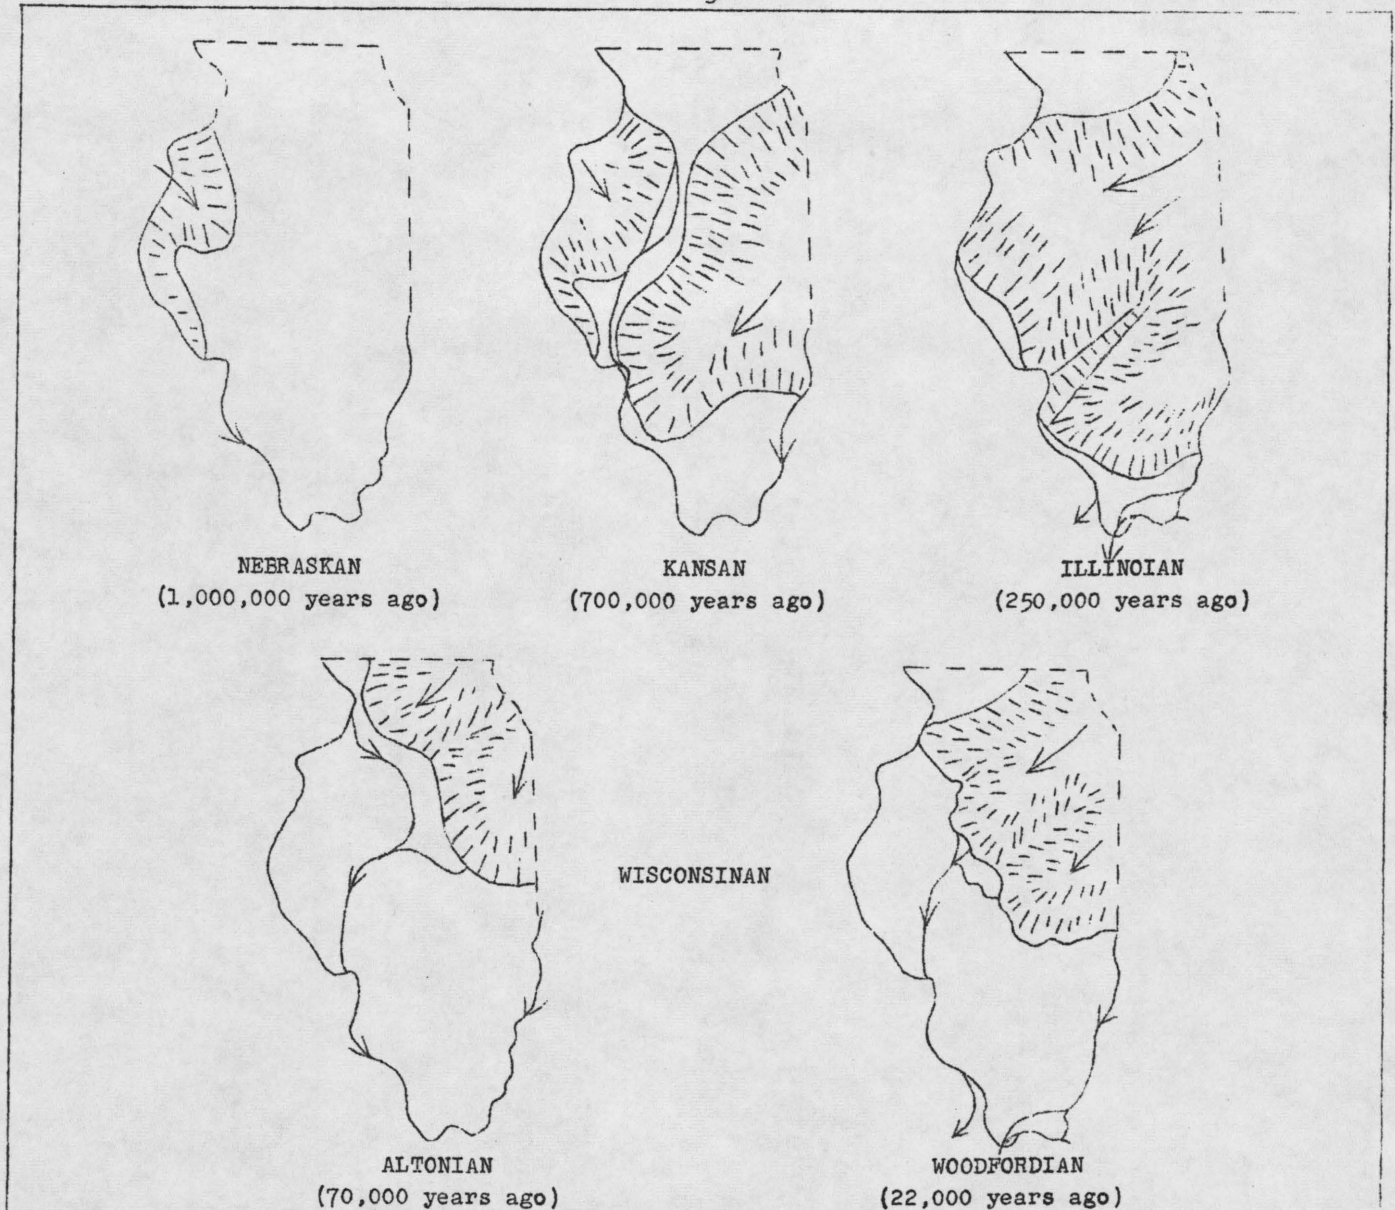 NEBRASKAN
(1,000,000 years ago)
KANSAN
(700,000 years ago)
ILLINOIAN
(250,000 years ago)
WISCONSINAN
ALTONIAN
(70,000 years ago)
WOODFORDIAN
(22,000 years ago)